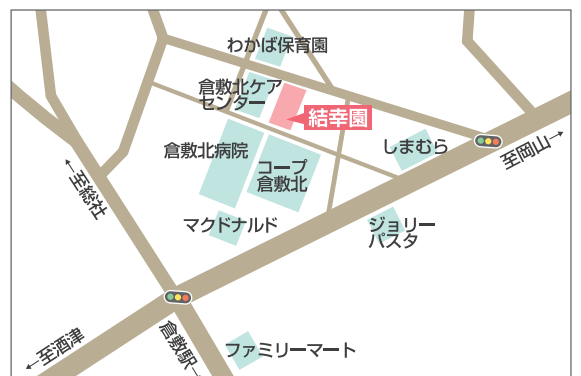 わかば保育園
倉敷北ケア
センター
結幸園
倉敷北病院
コープ
倉敷北
しまむら
至岡山→
←至総社
マクドナルド
ジョリー
パスタ
←至酒津
倉敷駅→
ファミリーマート